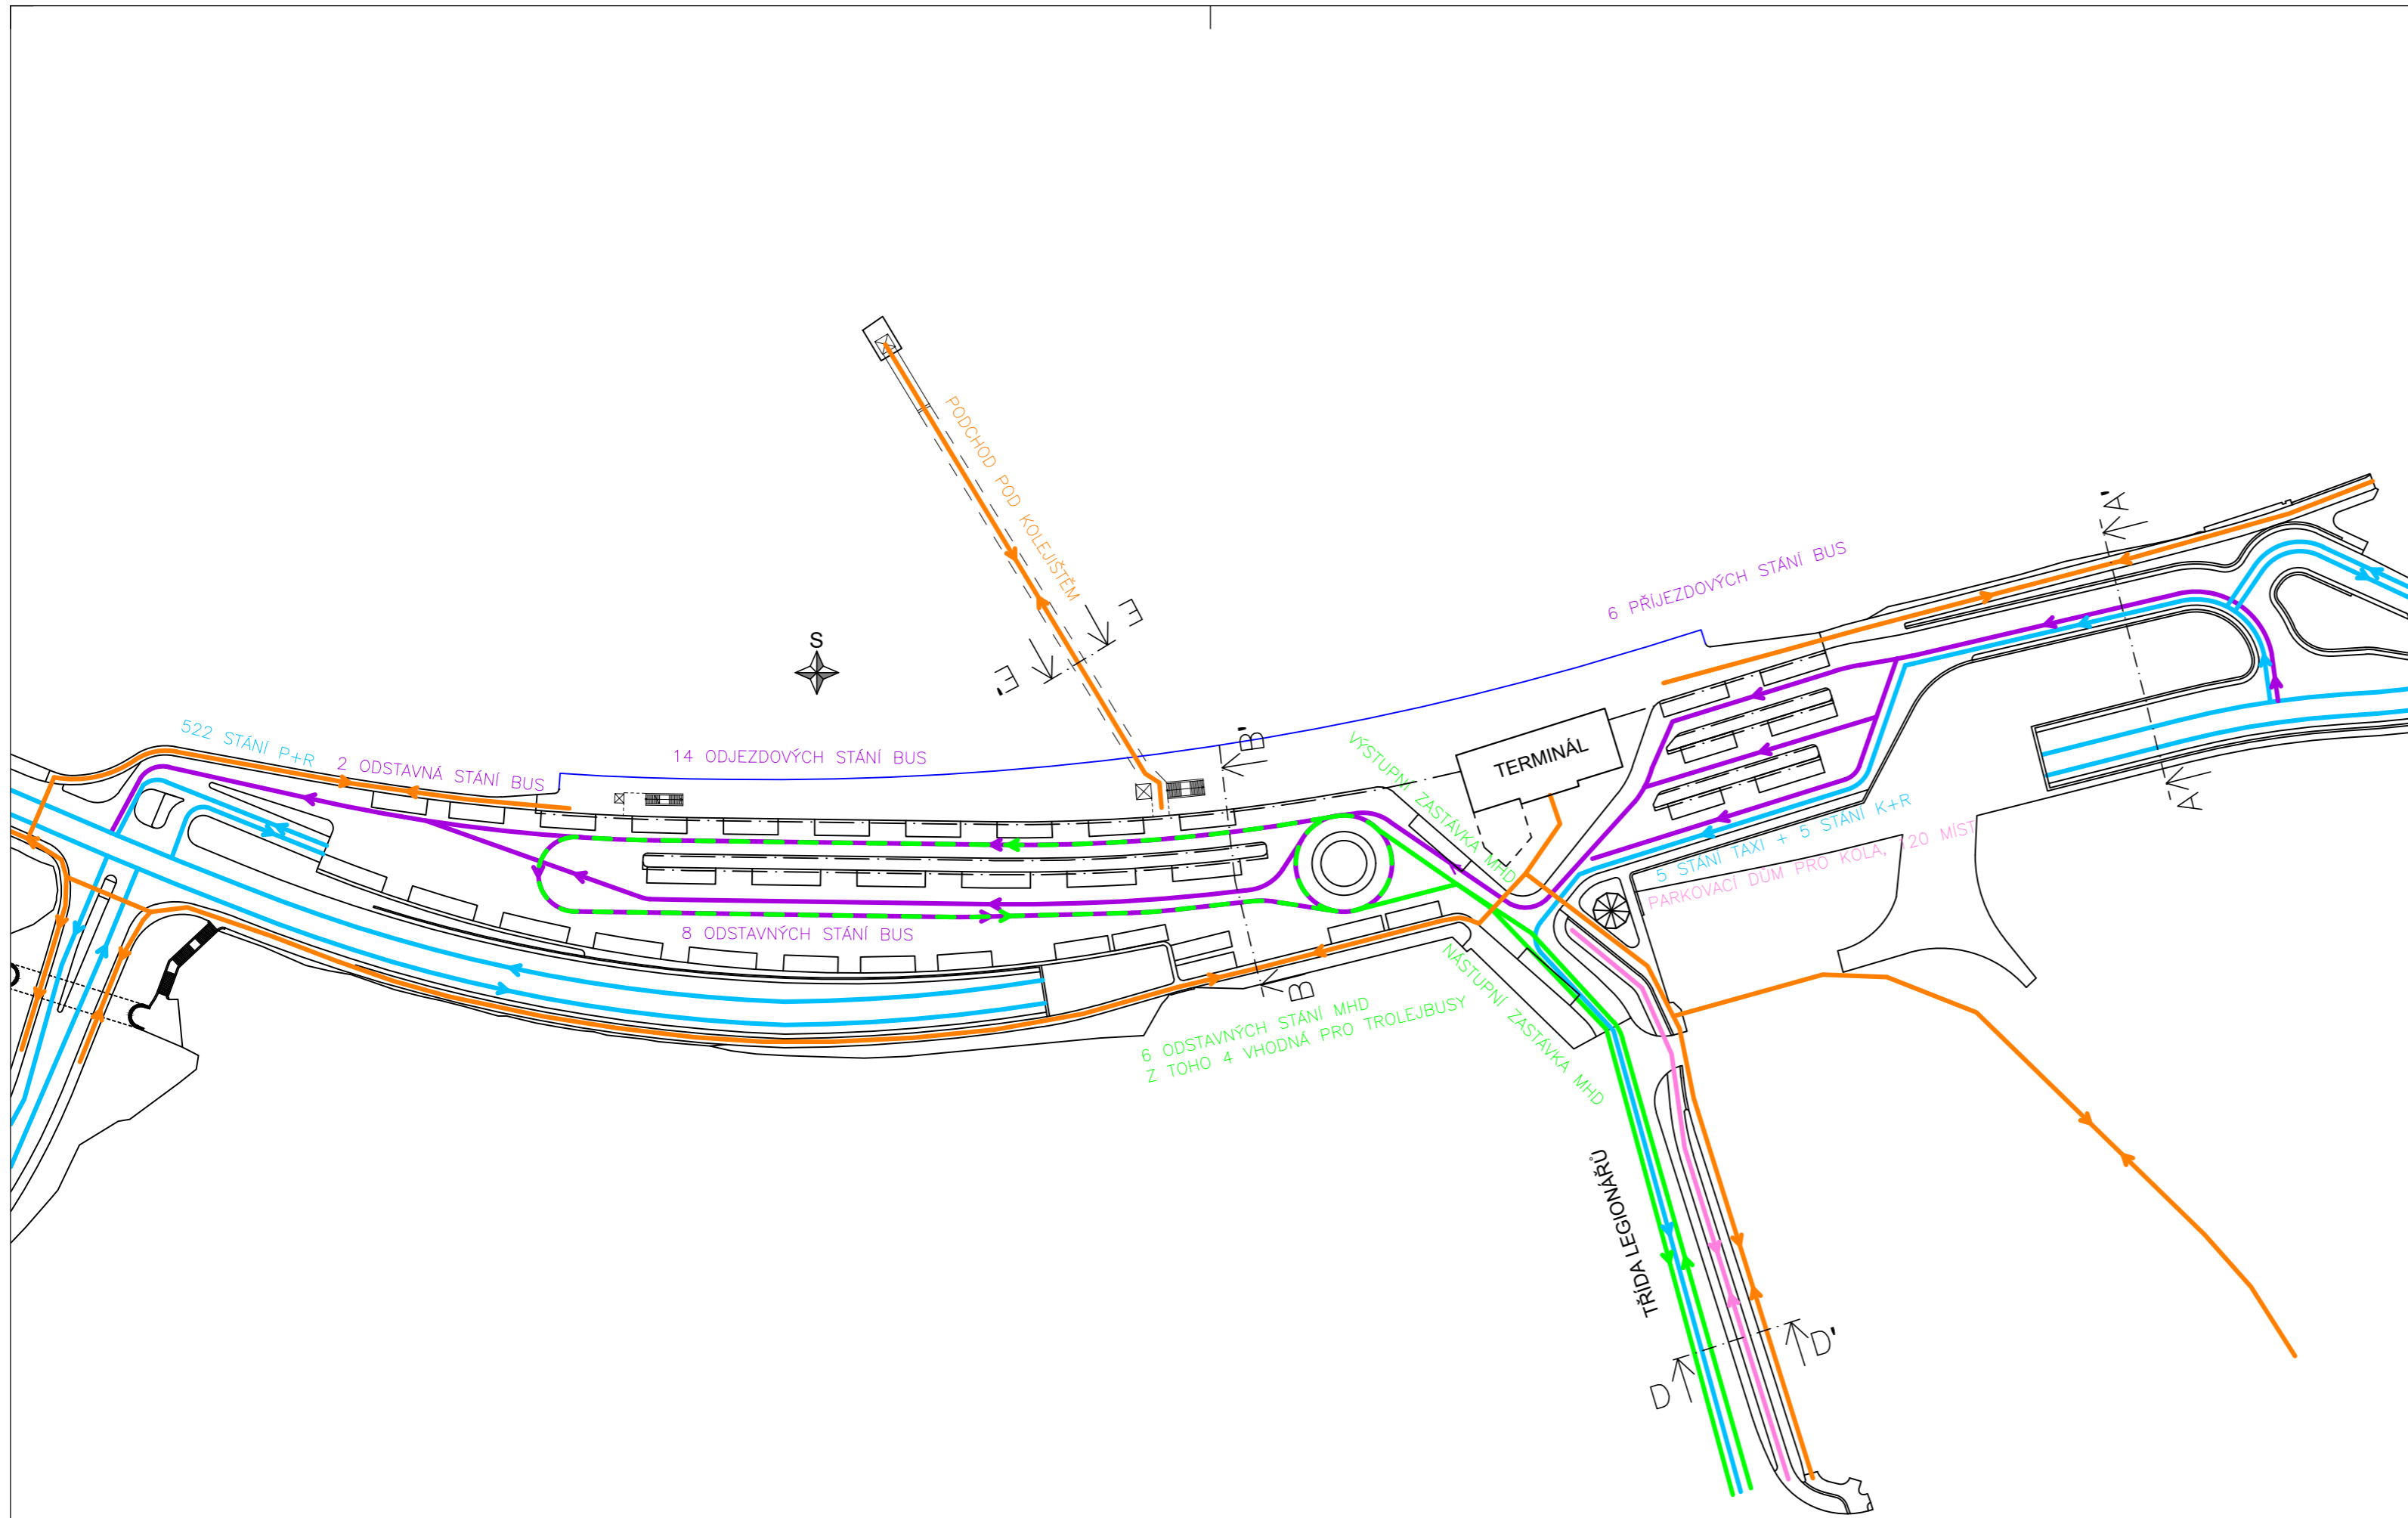 PODCHOD POD KOLEJIŠTĚM
A'
6 PŘÍJEZDOVÝCH STÁNÍ BUS
E
E'
S
522 STÁNÍ P+R
2 ODSTAVNÁ STÁNÍ BUS
14 ODJEZDOVÝCH STÁNÍ BUS
B'
VÝSTUPNÍ ZASTÁVKA MHD
TERMINÁL
A
5 STÁNÍ TAXI + 5 STÁNÍ K+R
PARKOVACÍ DŮM PRO KOLA, 120 MÍST
8 ODSTAVNÝCH STÁNÍ BUS
B
6 ODSTAVNÝCH STÁNÍ MHD
Z TOHO 4 VHODNÁ PRO TROLEJBUSY
NÁSTUPNÍ ZASTÁVKA MHD
TŘÍDA LEGIONÁŘŮ
D'
D